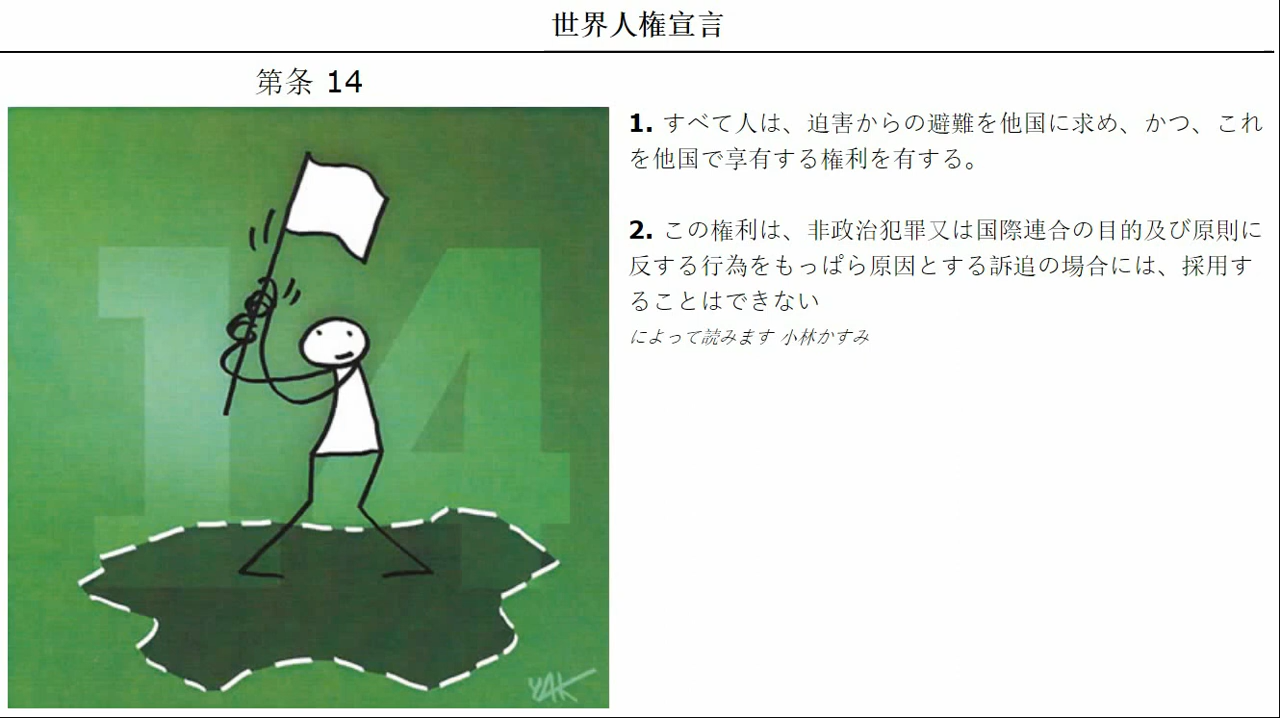 世界人権宣言
第条 14
1. すべて人は、迫害からの避難を他国に求め、かつ、これ
を他国で享有する権利を有する。
2. この権利は、非政治犯罪又は国際連合の目的及び原則に
反する行為をもっぱら原因とする訴追の場合には、採用す
ることはできない
によって読みます 小林かすみ
14
YAK